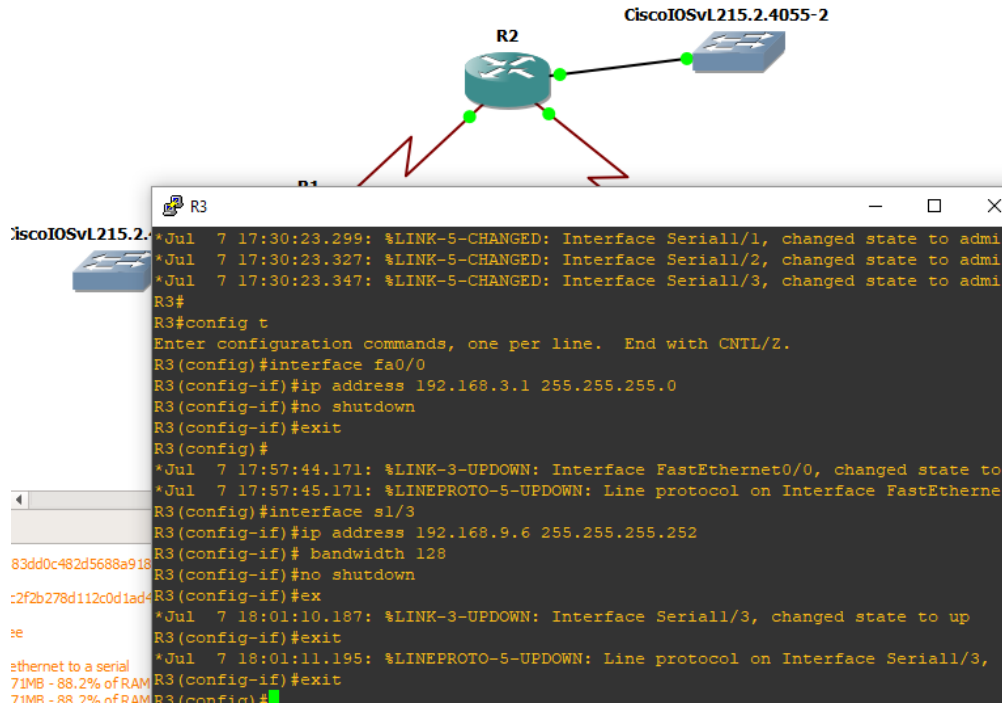 CiscoIOSvL215.2.4055-2
R2
R1
CiscoIOSvL215.2.4
R3
*Jul  7 17:30:23.299: %LINK-5-CHANGED: Interface Serial1/1, changed state to admi
*Jul  7 17:30:23.327: %LINK-5-CHANGED: Interface Serial1/2, changed state to admi
*Jul  7 17:30:23.347: %LINK-5-CHANGED: Interface Serial1/3, changed state to admi
R3#
R3#config t
Enter configuration commands, one per line.  End with CNTL/Z.
R3(config)#interface fa0/0
R3(config-if)#ip address 192.168.3.1 255.255.255.0
R3(config-if)#no shutdown
R3(config-if)#exit
R3(config)#
*Jul  7 17:57:44.171: %LINK-3-UPDOWN: Interface FastEthernet0/0, changed state to
*Jul  7 17:57:45.171: %LINEPROTO-5-UPDOWN: Line protocol on Interface FastEtherne
R3(config)#interface s1/3
R3(config-if)#ip address 192.168.9.6 255.255.255.252
R3(config-if)# bandwidth 128
R3(config-if)#no shutdown
R3(config-if)#ex
*Jul  7 18:01:10.187: %LINK-3-UPDOWN: Interface Serial1/3, changed state to up
R3(config-if)#exit
*Jul  7 18:01:11.195: %LINEPROTO-5-UPDOWN: Line protocol on Interface Serial1/3,
R3(config-if)#exit
R3(config)#
83dd0c482d5688a918
c2f2b278d112c0d1ad4
ee
ethernet to a serial
71MB - 88.2% of RAM
71MB - 88.2% of RAM